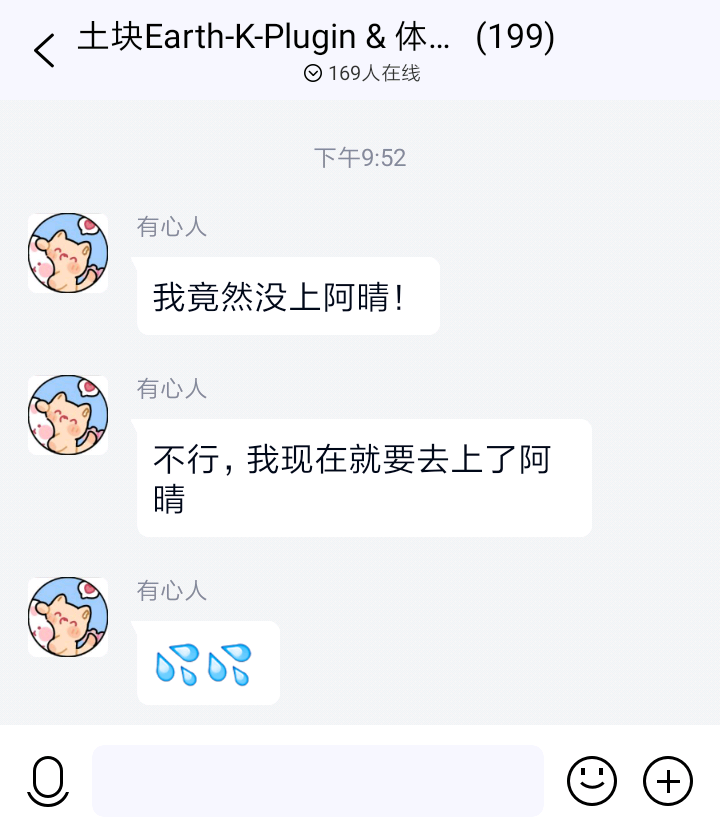 土块Earth-K-Plugin & 体... (199)
169人在线
下午9:52
有心人
我竟然没上阿晴！
有心人
不行，我现在就要去上了阿
晴
有心人
💦💦